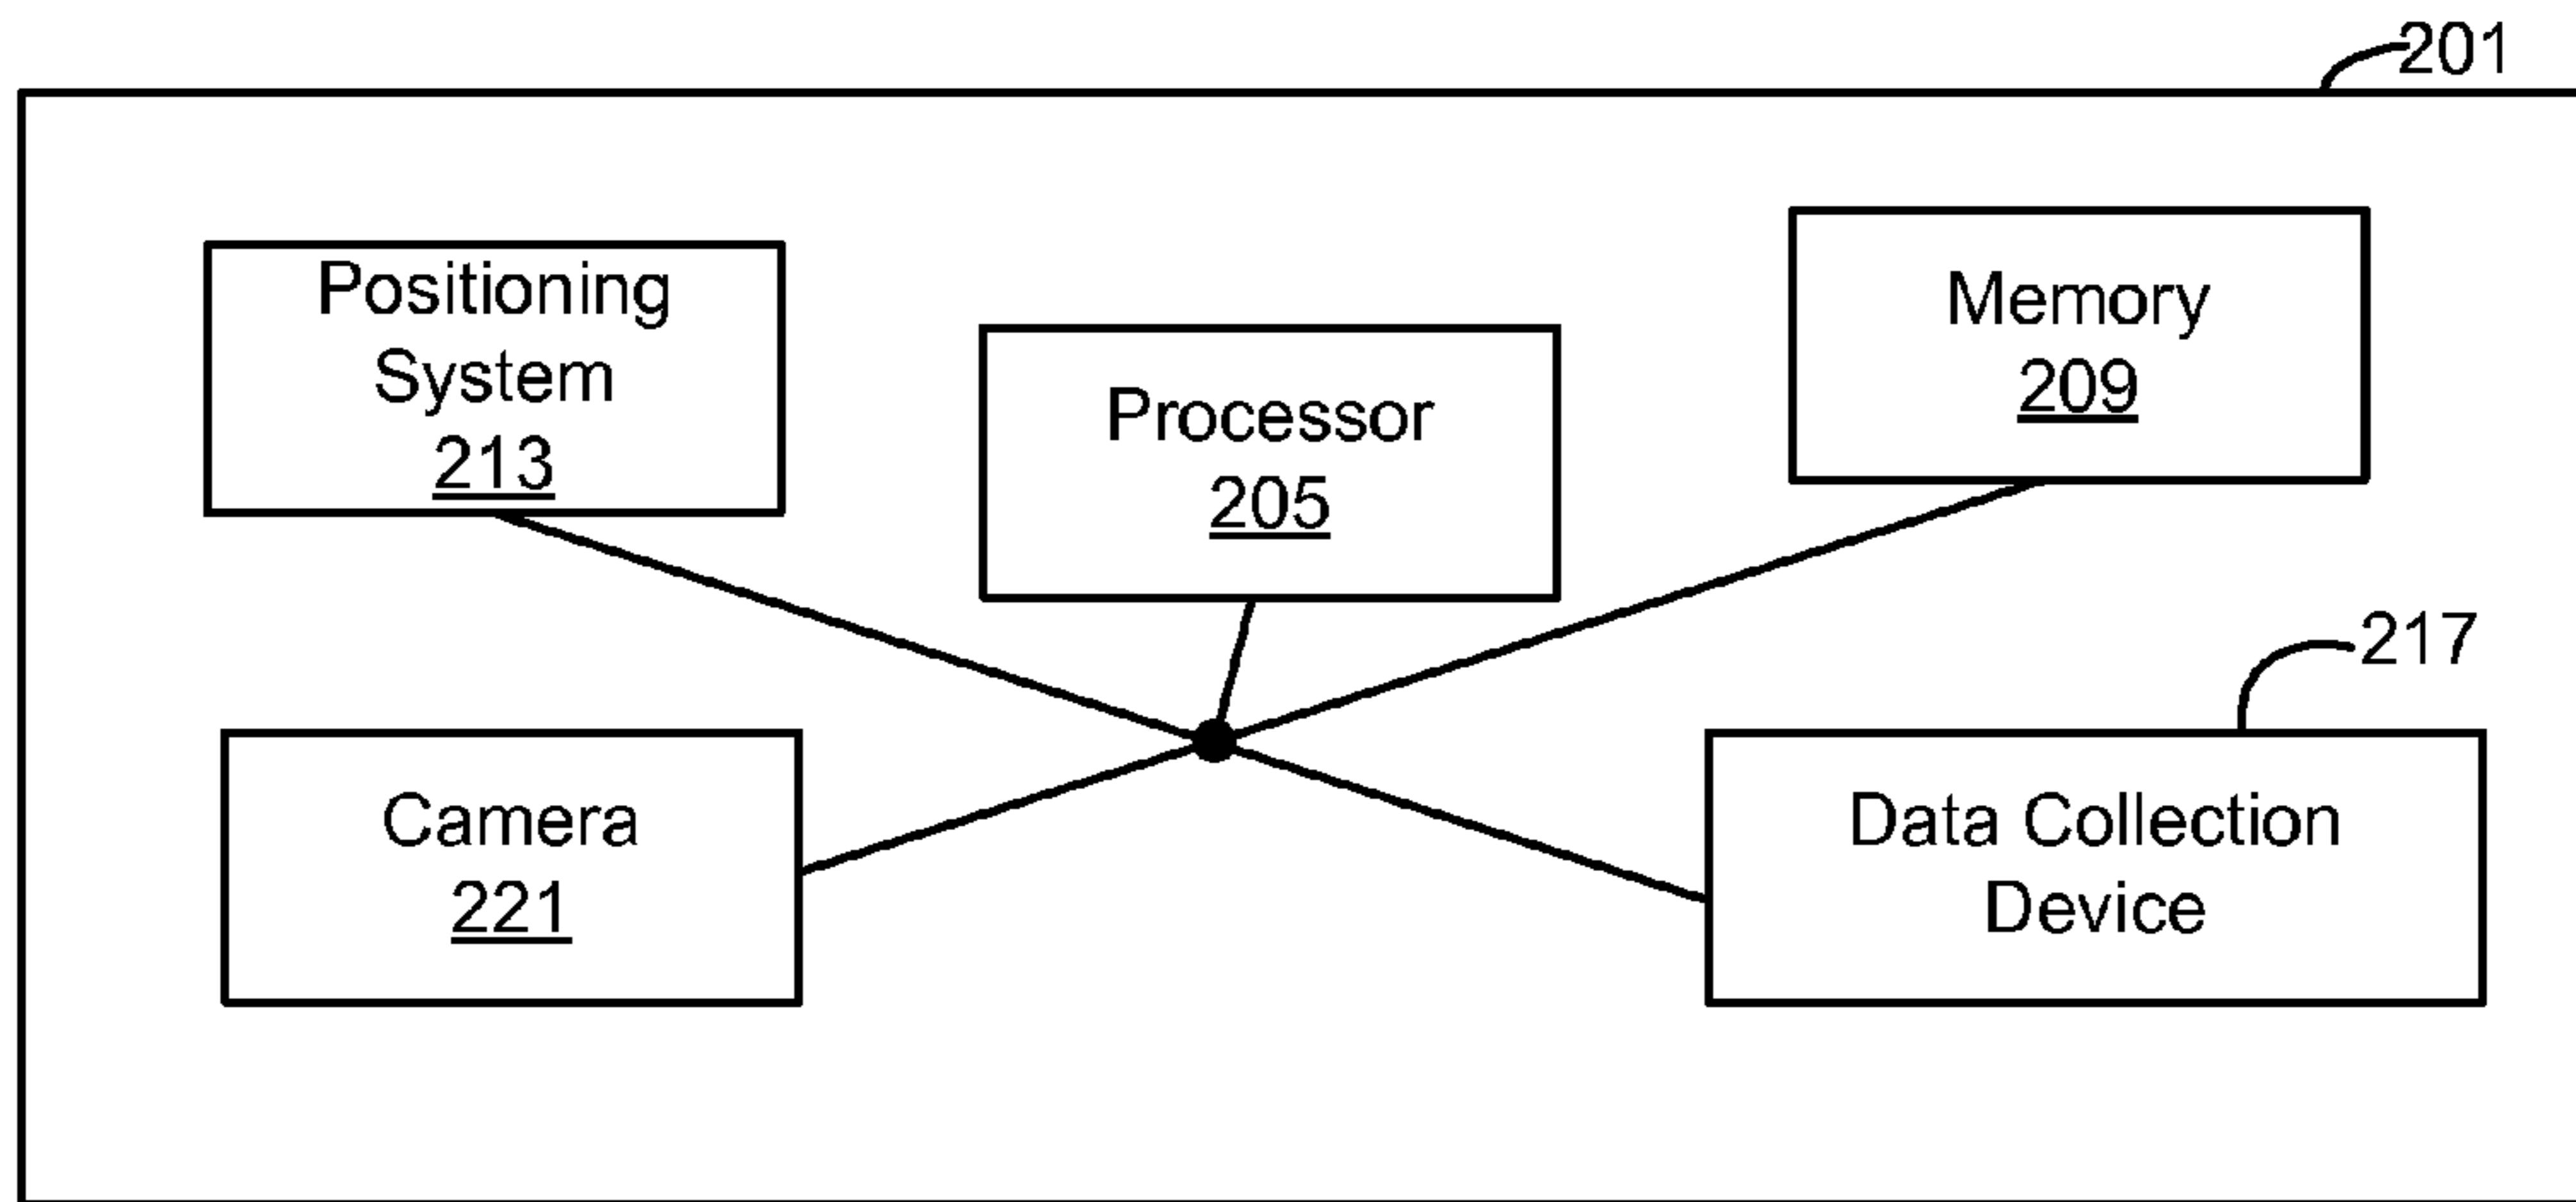 201
Positioning
System
213
Processor
205
Memory
209
217
Camera
221
Data Collection
Device